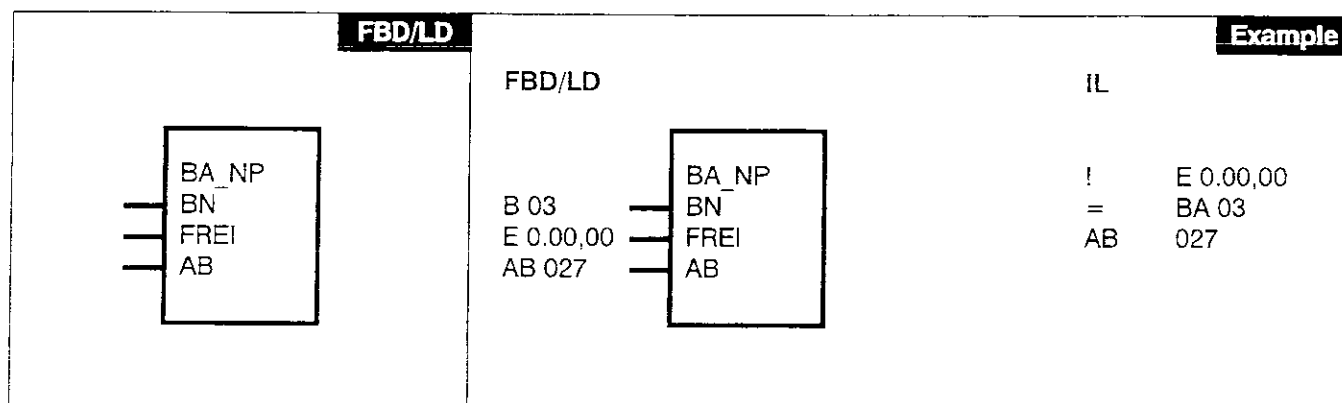 FBD/LD
BA_NP
BN
FREI
AB
Example
FBD/LD
IL
B 03
E 0.00,00
AB 027
BA_NP
BN
FREI
AB
! E 0.00,00
= BA 03
AB 027